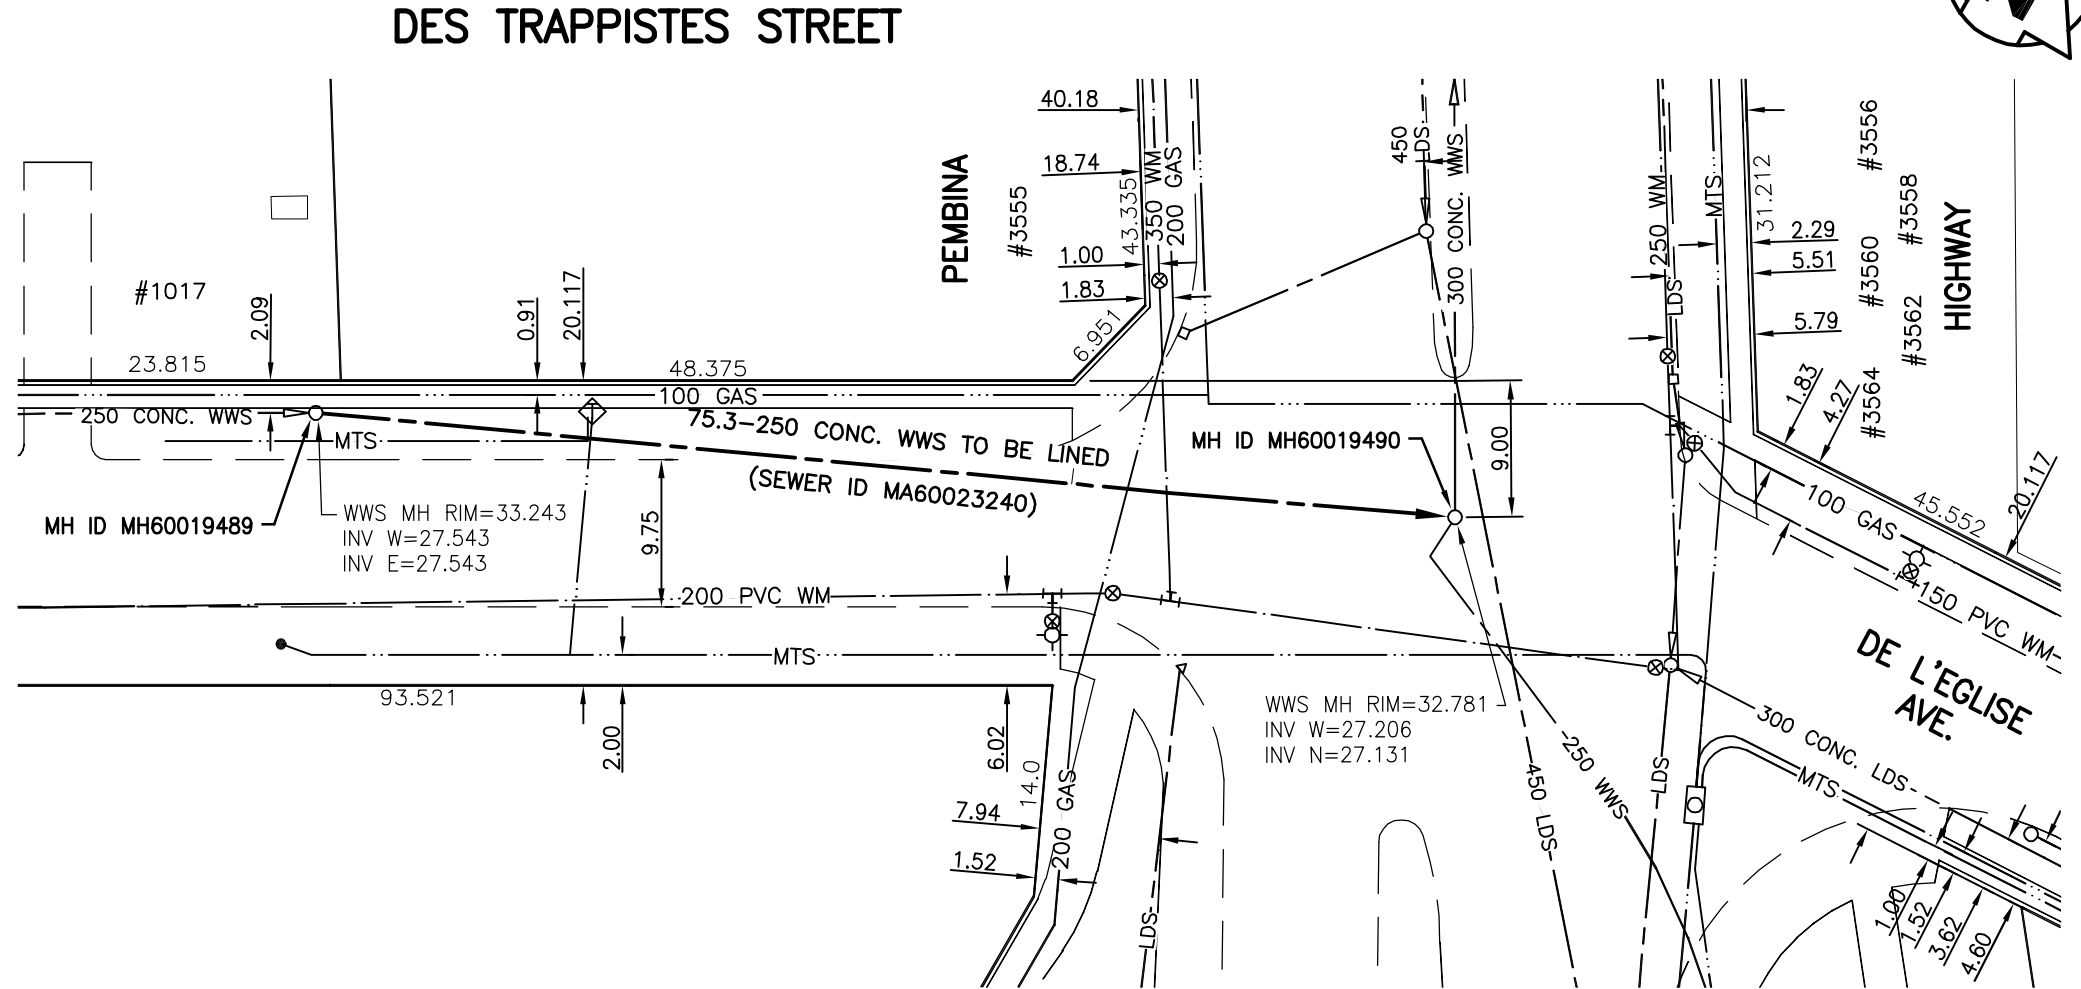 DES TRAPPISTES STREET
40.18
18.74
1.00
1.83
PEMBINA
#3555
43.335
350 WM
200 GAS
6.951
450 LDS
300 CONC. WWS
250 WM
LDS
MTS
31.212
2.29
5.51
5.79
#3556
#3558
#3560
#3562
#3564
HIGHWAY
#1017
2.09
0.91
20.117
23.815
48.375
100 GAS
250 CONC. WWS
MTS
75.3-250 CONC. WWS TO BE LINED
(SEWER ID MA60023240)
MH ID MH60019490
9.00
1.83
4.27
100 GAS
45.552
20.117
MH ID MH60019489
WWS MH RIM=33.243
INV W=27.543
INV E=27.543
9.75
200 PVC WM
150 PVC WM
MTS
93.521
2.00
6.02
14.0
200 GAS
7.94
1.52
LDS
WWS MH RIM=32.781
INV W=27.206
INV N=27.131
450 LDS
250 WWS
LDS
300 CONC. LDS
MTS
DE L'EGLISE
AVE.
1.00
1.52
3.62
4.60